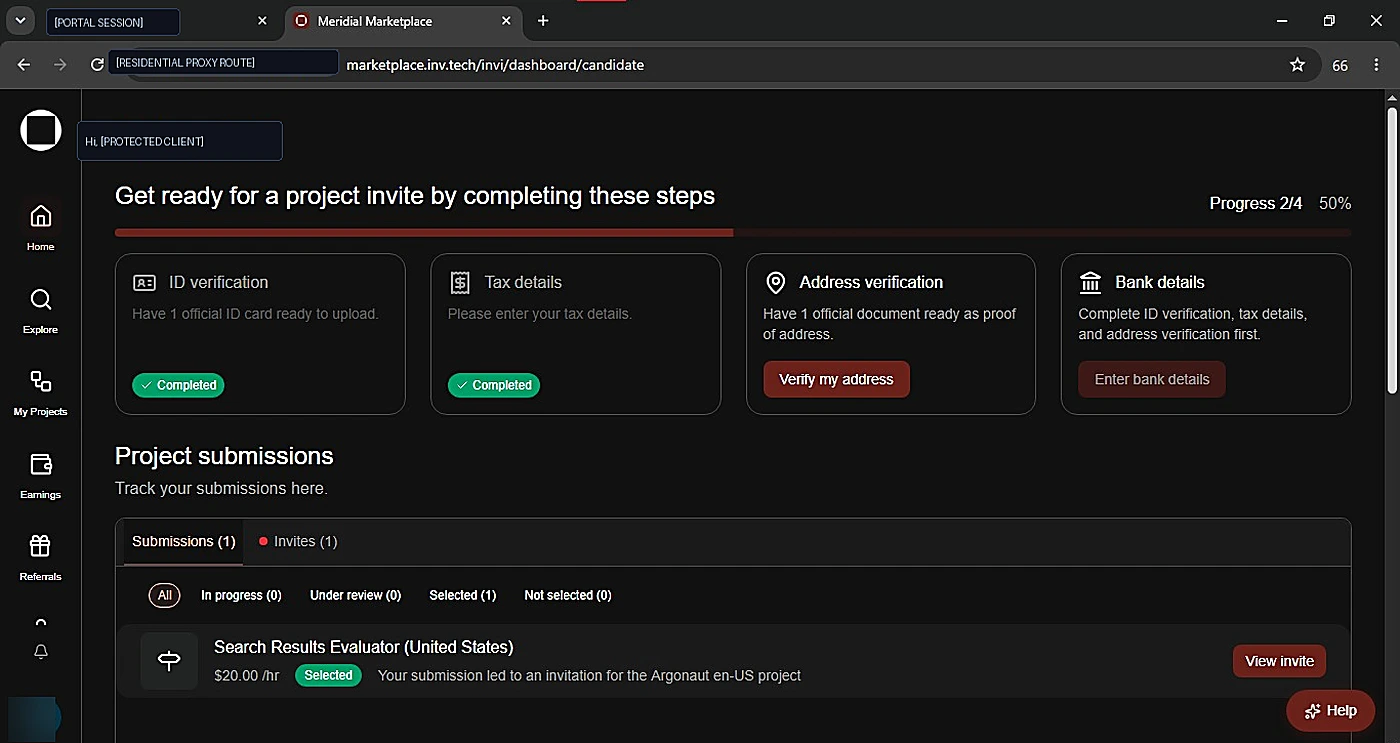 [PORTAL SESSION]
Meridial Marketplace
[RESIDENTIAL PROXY ROUTE]
marketplace.inv.tech/invi/dashboard/candidate
66
Hi, [PROTECTED CLIENT]
Home
Explore
My Projects
Earnings
Referrals
Get ready for a project invite by completing these steps
Progress 2/4 50%
ID verification
Have 1 official ID card ready to upload.
Completed
Tax details
Please enter your tax details.
Completed
Address verification
Have 1 official document ready as proof
of address.
Verify my address
Bank details
Complete ID verification, tax details,
and address verification first.
Enter bank details
Project submissions
Track your submissions here.
Submissions (1) Invites (1)
All In progress (0) Under review (0) Selected (1) Not selected (0)
Search Results Evaluator (United States)
$20.00 /hr Selected Your submission led to an invitation for the Argonaut en-US project
View invite
Help